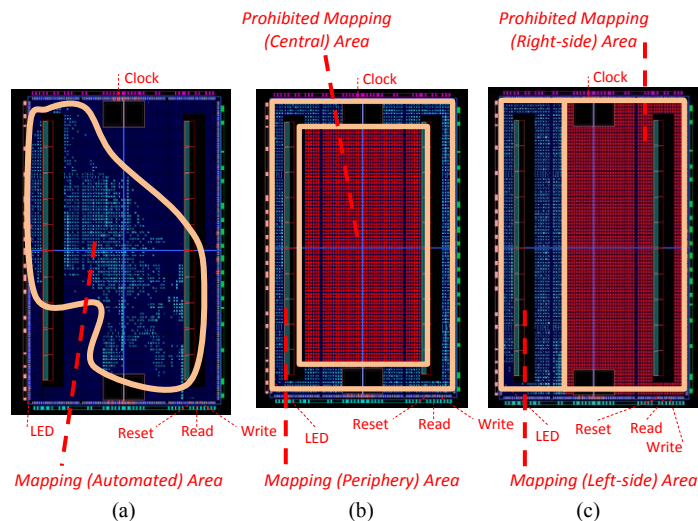 Prohibited Mapping
(Central) Area
Prohibited Mapping
(Right-side) Area
Clock
Clock
Clock
LED
Reset
Read
Write
LED
Reset
Read
Write
LED
Reset
Read
Write
Mapping (Automated) Area
Mapping (Periphery) Area
Mapping (Left-side) Area
(a)
(b)
(c)